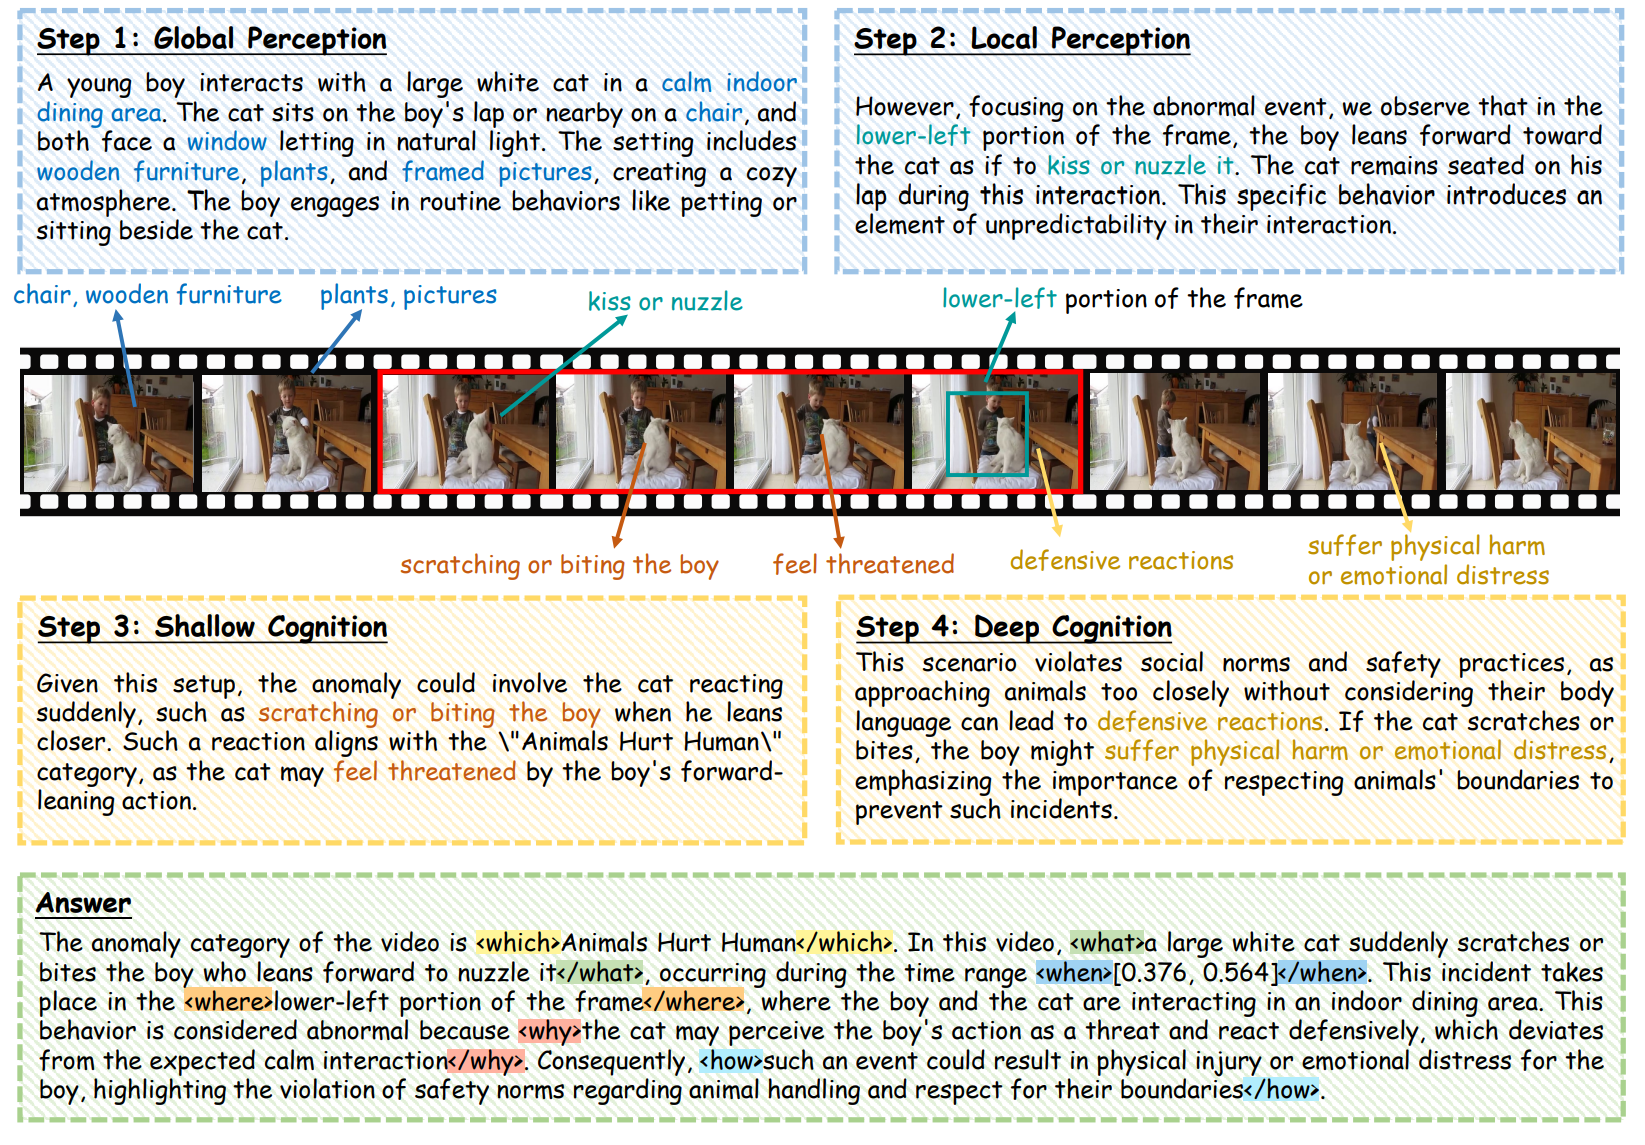 Step 1: Global Perception
A young boy interacts with a large white cat in a calm indoor
dining area. The cat sits on the boy's lap or nearby on a chair, and
both face a window letting in natural light. The setting includes
wooden furniture, plants, and framed pictures, creating a cozy
atmosphere. The boy engages in routine behaviors like petting or
sitting beside the cat.
Step 2: Local Perception
However, focusing on the abnormal event, we observe that in the
lower-left portion of the frame, the boy leans forward toward
the cat as if to kiss or nuzzle it. The cat remains seated on his
lap during this interaction. This specific behavior introduces an
element of unpredictability in their interaction.
chair, wooden furniture
plants, pictures
kiss or nuzzle
lower-left portion of the frame
scratching or biting the boy
feel threatened
defensive reactions
suffer physical harm
or emotional distress
Step 3: Shallow Cognition
Given this setup, the anomaly could involve the cat reacting
suddenly, such as scratching or biting the boy when he leans
closer. Such a reaction aligns with the \"Animals Hurt Human\"
category, as the cat may feel threatened by the boy's forward-
leaning action.
Step 4: Deep Cognition
This scenario violates social norms and safety practices, as
approaching animals too closely without considering their body
language can lead to defensive reactions. If the cat scratches or
bites, the boy might suffer physical harm or emotional distress,
emphasizing the importance of respecting animals' boundaries to
prevent such incidents.
Answer
The anomaly category of the video is <which>Animals Hurt Human</which>. In this video, <what>a large white cat suddenly scratches or
bites the boy who leans forward to nuzzle it</what>, occurring during the time range <when>[0.376, 0.564]</when>. This incident takes
place in the <where>lower-left portion of the frame</where>, where the boy and the cat are interacting in an indoor dining area. This
behavior is considered abnormal because <why>the cat may perceive the boy's action as a threat and react defensively, which deviates
from the expected calm interaction</why>. Consequently, <how>such an event could result in physical injury or emotional distress for the
boy, highlighting the violation of safety norms regarding animal handling and respect for their boundaries</how>.